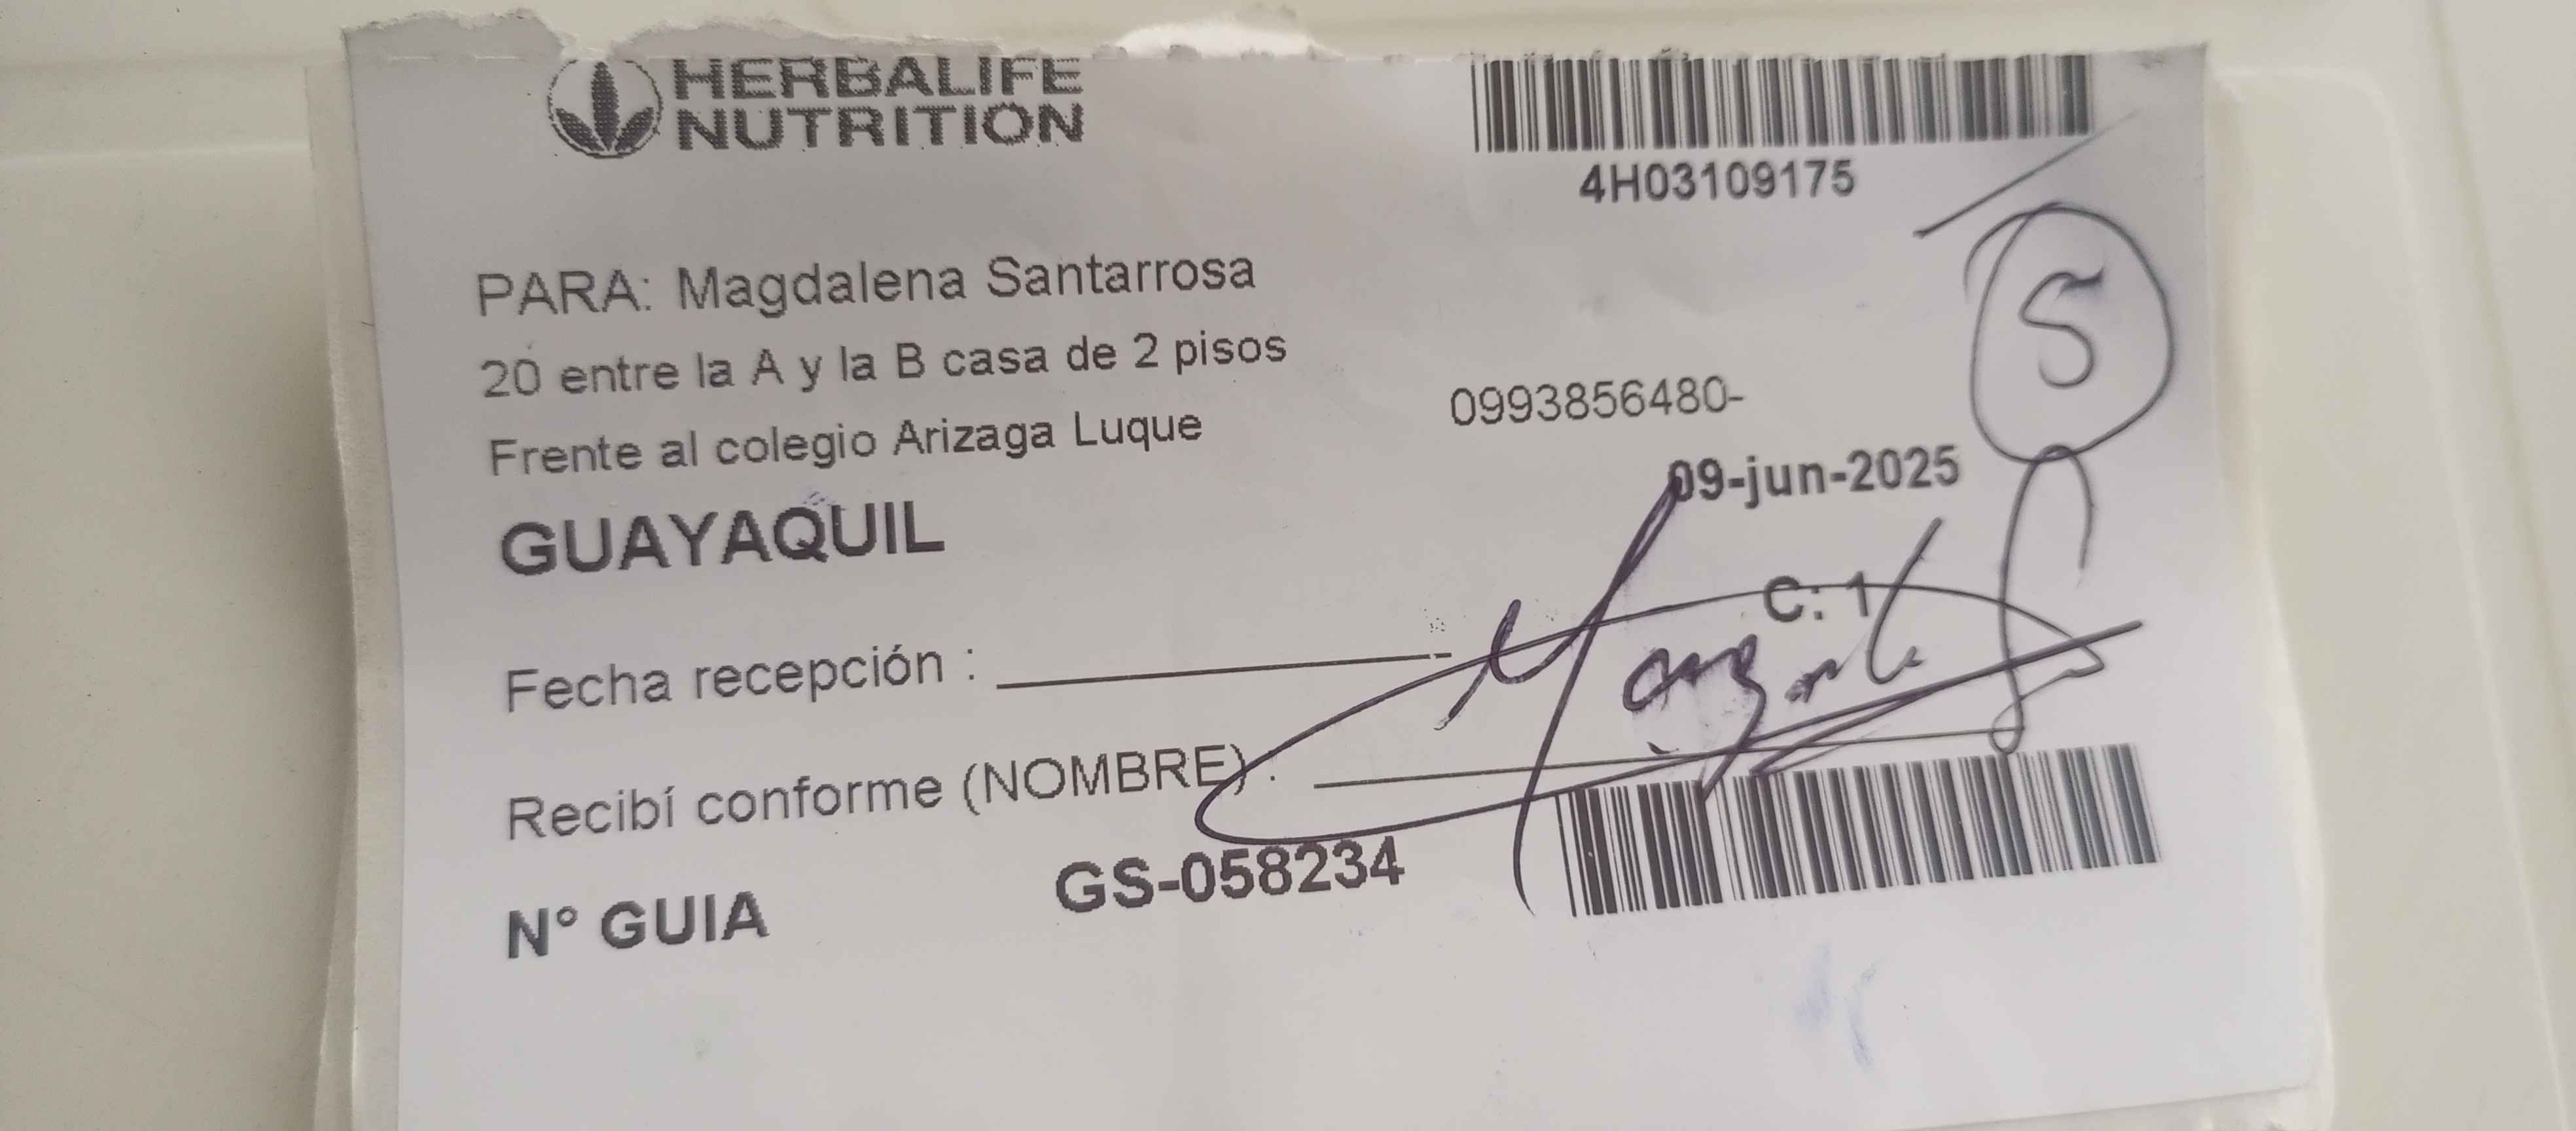 HERBALIFE
NUTRITION
4H03109175
PARA: Magdalena Santarrosa
20 entre la A y la B casa de 2 pisos
Frente al colegio Arizaga Luque
0993856480-
09-jun-2025
GUAYAQUIL
C: 1
Fecha recepción :
Recibí conforme (NOMBRE) :
N° GUIA
GS-058234